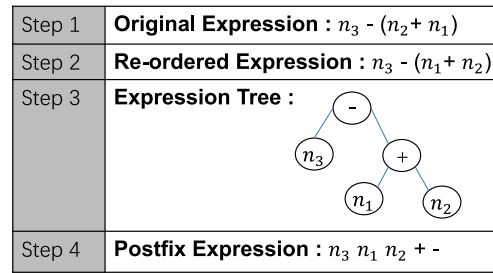 Step 1 Original Expression : n₃ - (n₂+ n₁)
Step 2 Re-ordered Expression : n₃ - (n₁+ n₂)
Step 3 Expression Tree :
-
n₃ +
n₁ n₂
Step 4 Postfix Expression : n₃ n₁ n₂ + -